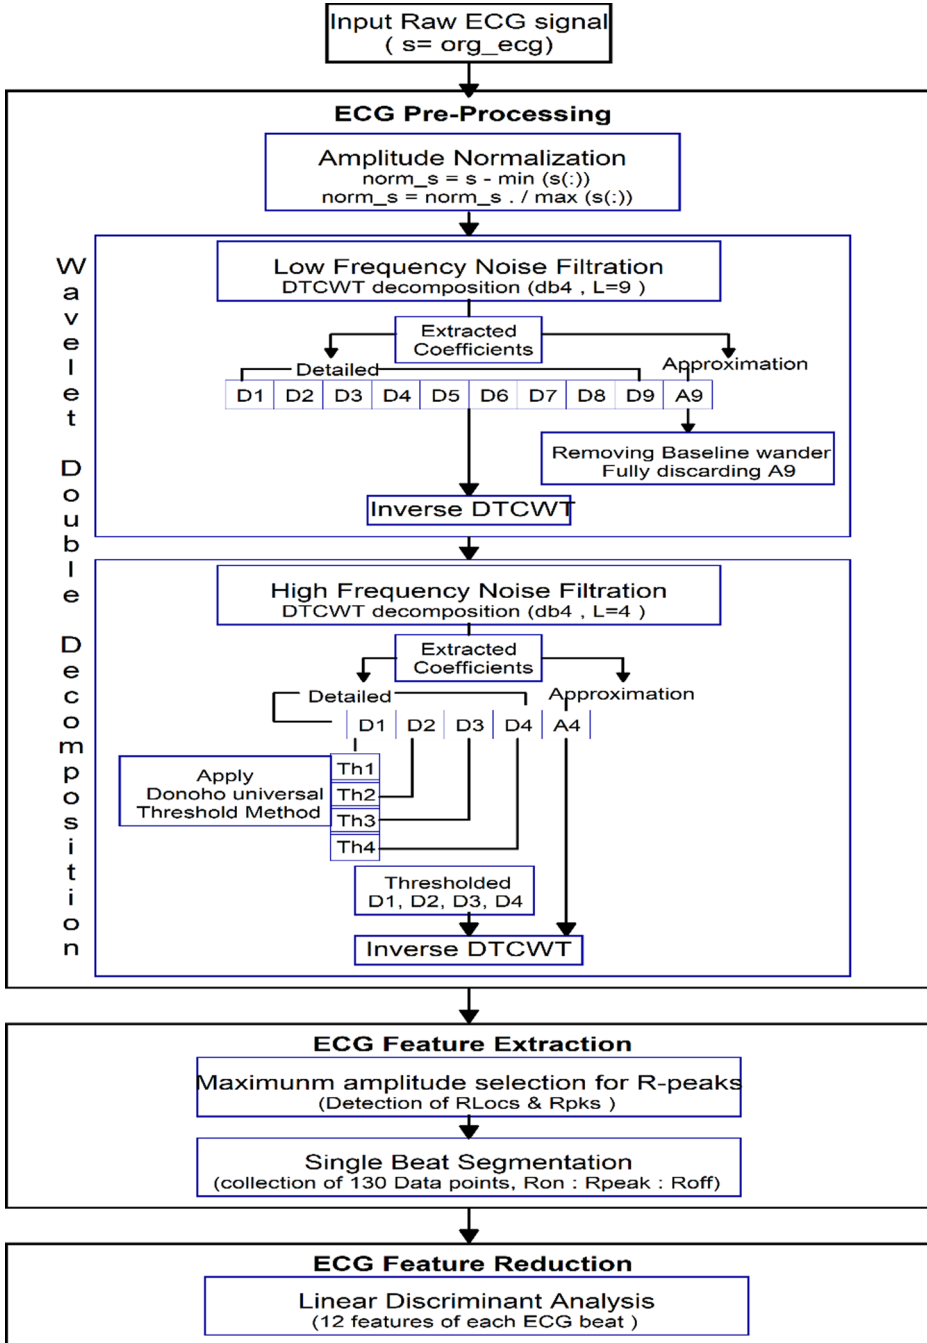 Input Raw ECG signal
( s= org_ecg)
ECG Pre-Processing
Amplitude Normalization
norm_s = s - min (s(:))
norm_s = norm_s . / max (s(:))
Wavelet Double Decomposition
Low Frequency Noise Filtration
DTCWT decomposition (db4 , L=9 )
Extracted
Coefficients
Detailed
Approximation
D1 D2 D3 D4 D5 D6 D7 D8 D9 A9
Removing Baseline wander
Fully discarding A9
Inverse DTCWT
High Frequency Noise Filtration
DTCWT decomposition (db4 , L=4 )
Extracted
Coefficients
Detailed
Approximation
D1 D2 D3 D4 A4
Apply
Donoho universal
Threshold Method
Th1
Th2
Th3
Th4
Thresholded
D1, D2, D3, D4
Inverse DTCWT
ECG Feature Extraction
Maximunm amplitude selection for R-peaks
(Detection of RLocs & Rpks )
Single Beat Segmentation
(collection of 130 Data points, Ron : Rpeak : Roff)
ECG Feature Reduction
Linear Discriminant Analysis
(12 features of each ECG beat )